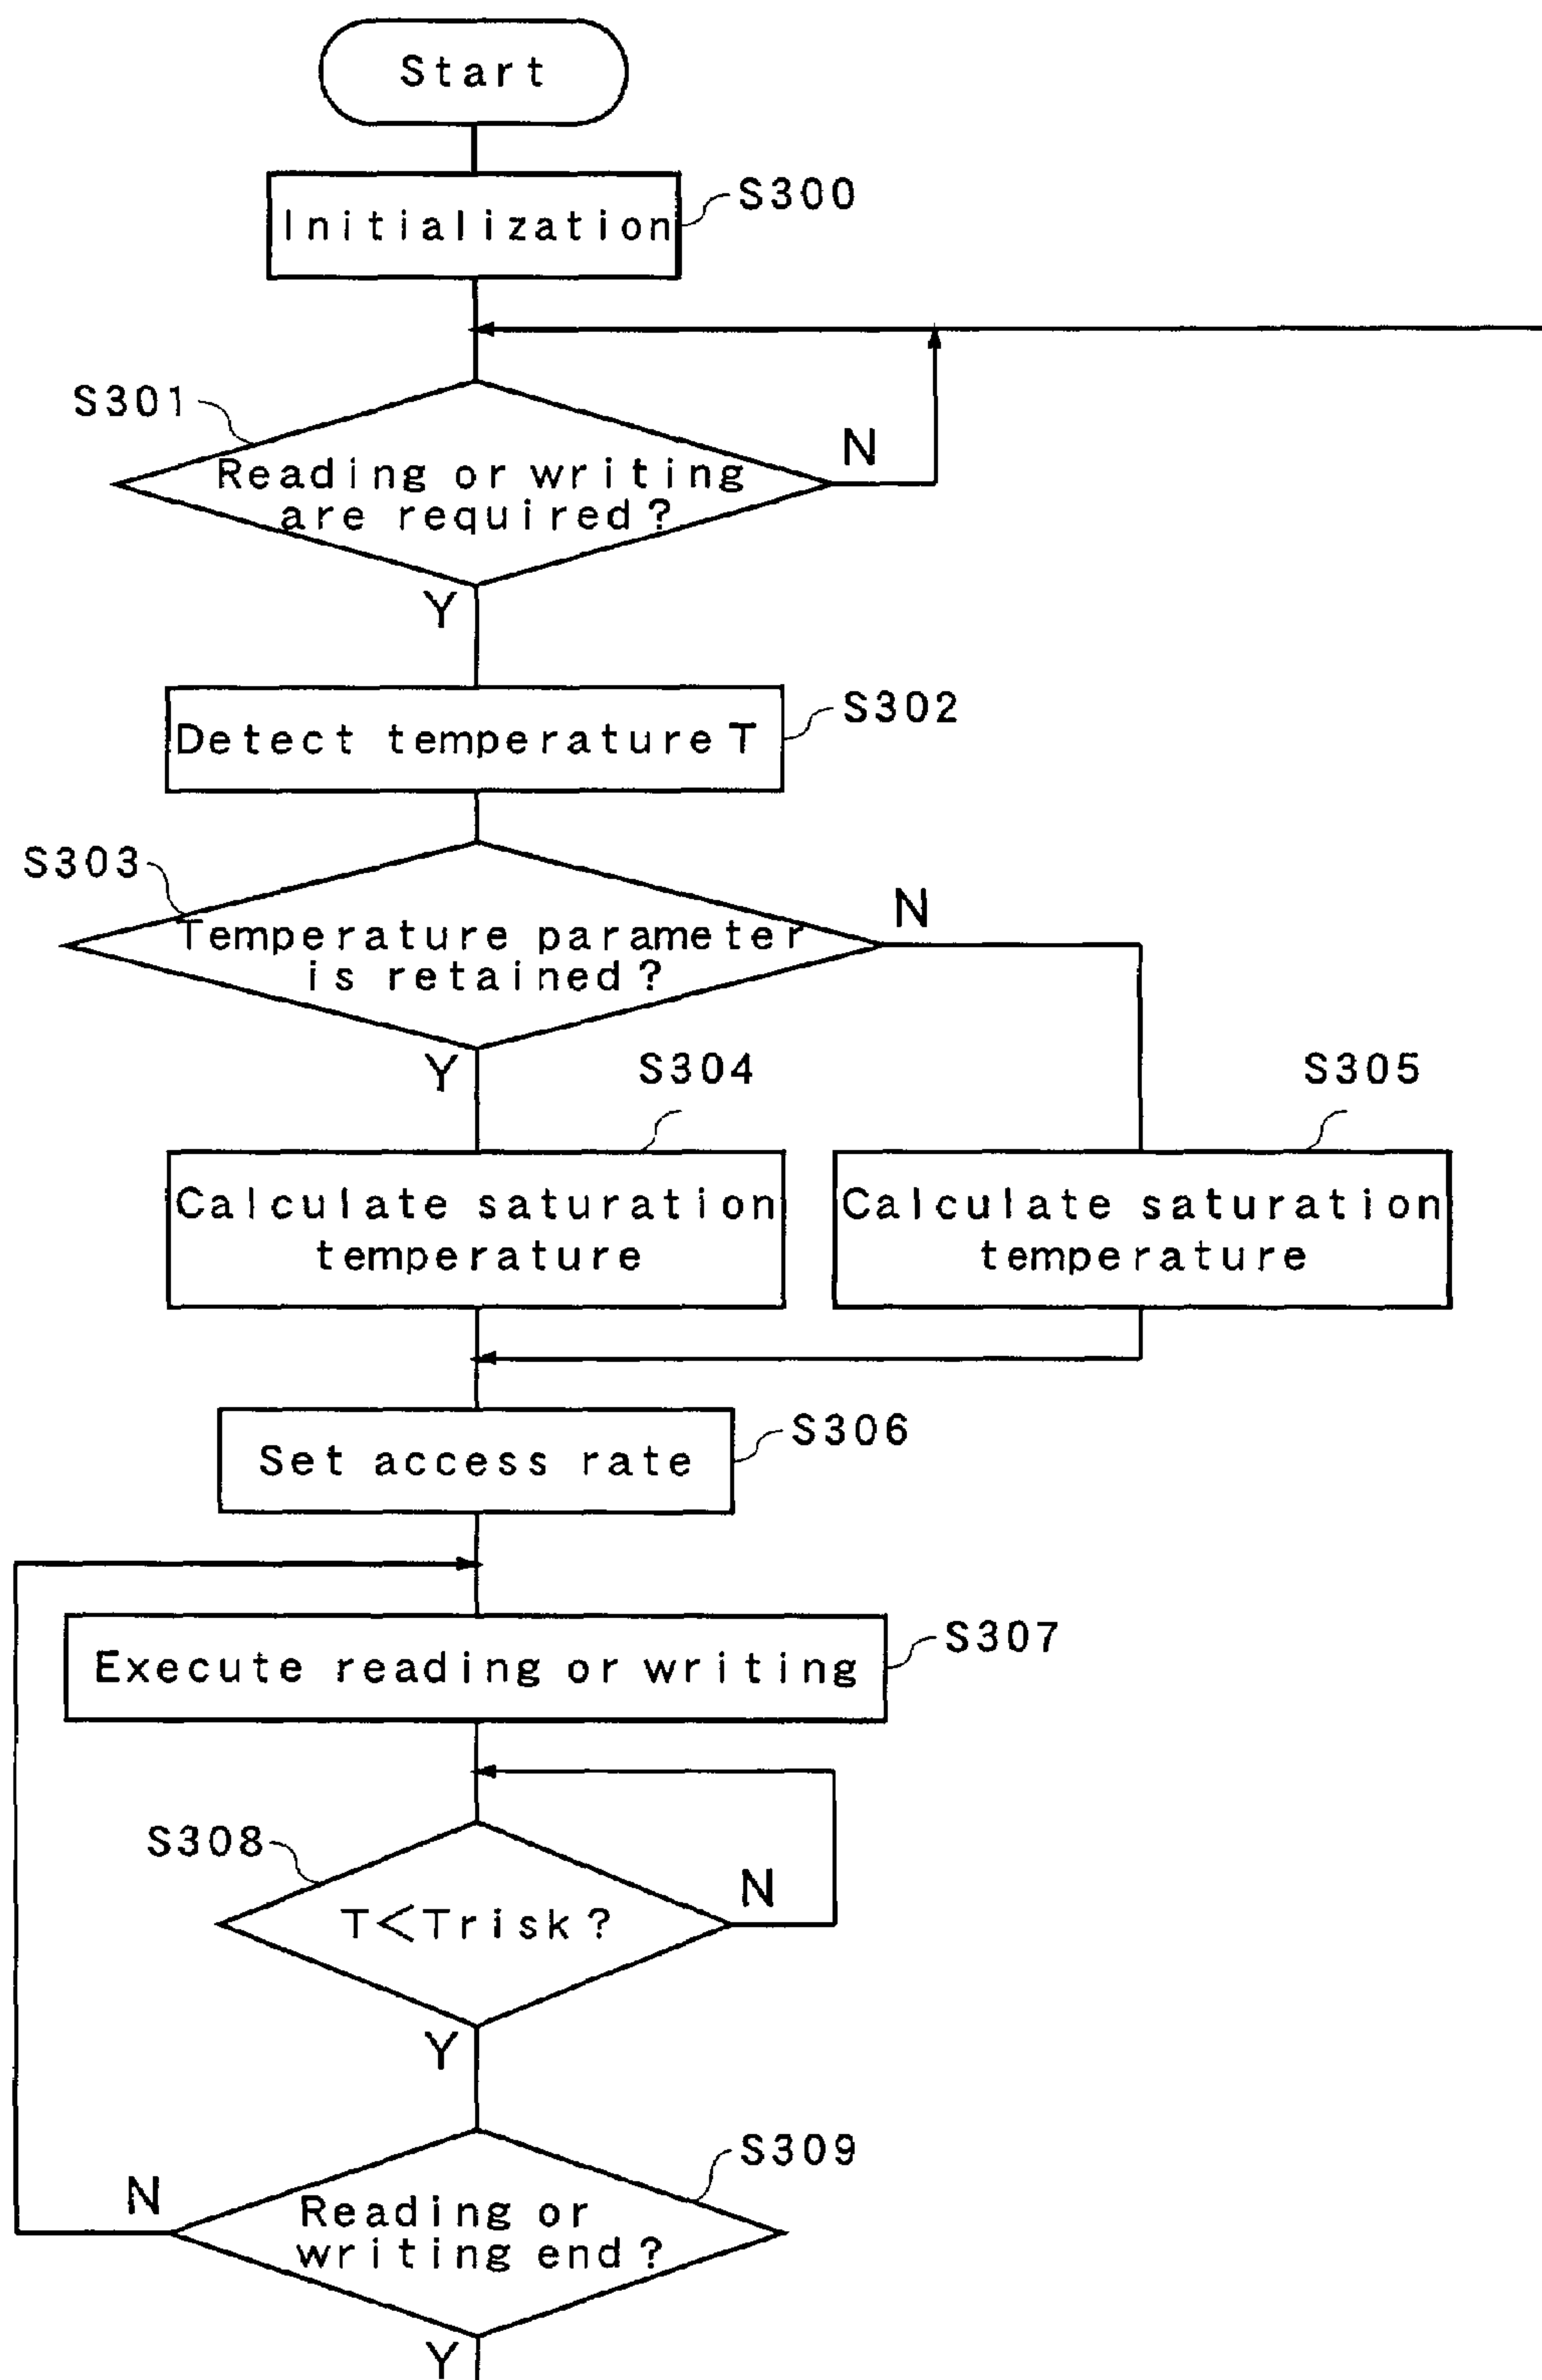 Start
Initialization
S300
S301
Reading or writing
are required?
N
Y
Detect temperature T
S302
S303
Temperature parameter
is retained?
N
Y
S304
S305
Calculate saturation
temperature
Calculate saturation
temperature
Set access rate
S306
Execute reading or writing
S307
S308
T<Trisk?
N
Y
S309
N
Reading or
writing end?
Y